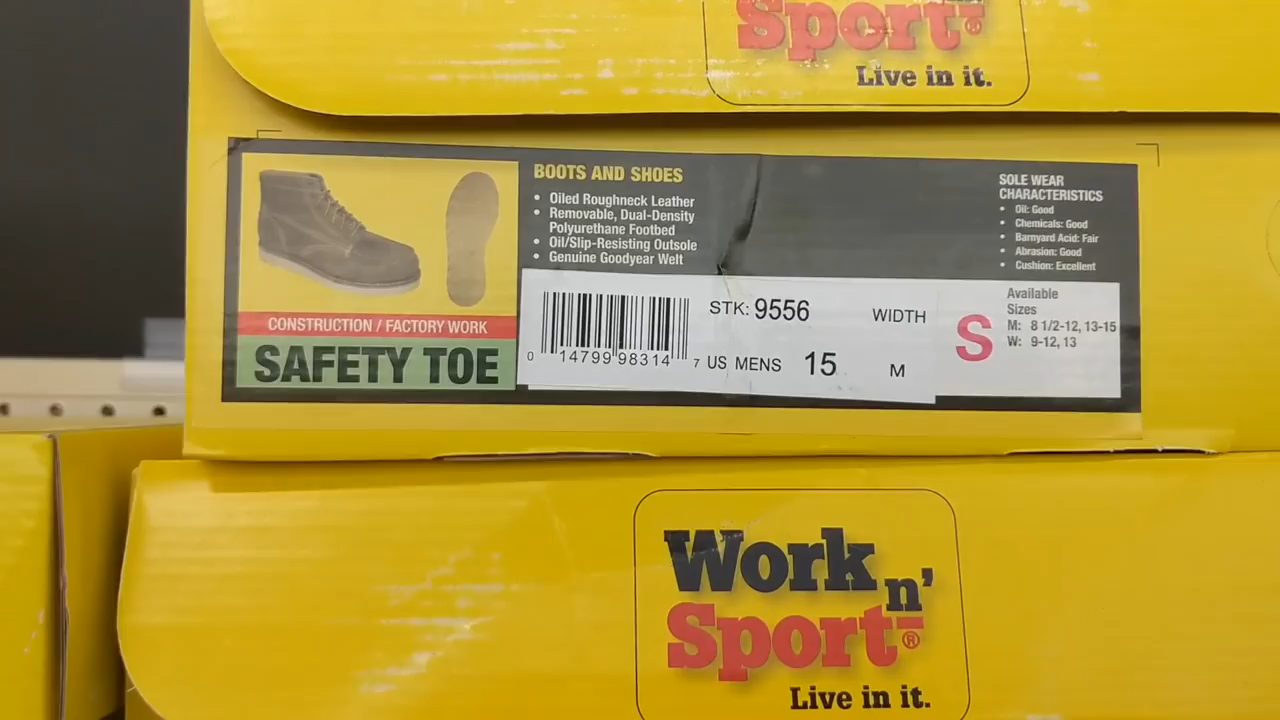 Sport®
Live in it.
BOOTS AND SHOES
• Oiled Roughneck Leather
• Removable, Dual-Density
Polyurethane Footbed
• Oil/Slip-Resisting Outsole
• Genuine Goodyear Welt
SOLE WEAR
CHARACTERISTICS
• Oil: Good
• Chemicals: Good
• Barnyard Acid: Fair
• Abrasion: Good
• Cushion: Excellent
CONSTRUCTION / FACTORY WORK
SAFETY TOE
0 14799 98314 7
STK: 9556 WIDTH
US MENS 15 M
S
Available
Sizes
M: 8 1/2-12, 13-15
W: 9-12, 13
Work n'
Sport®
Live in it.